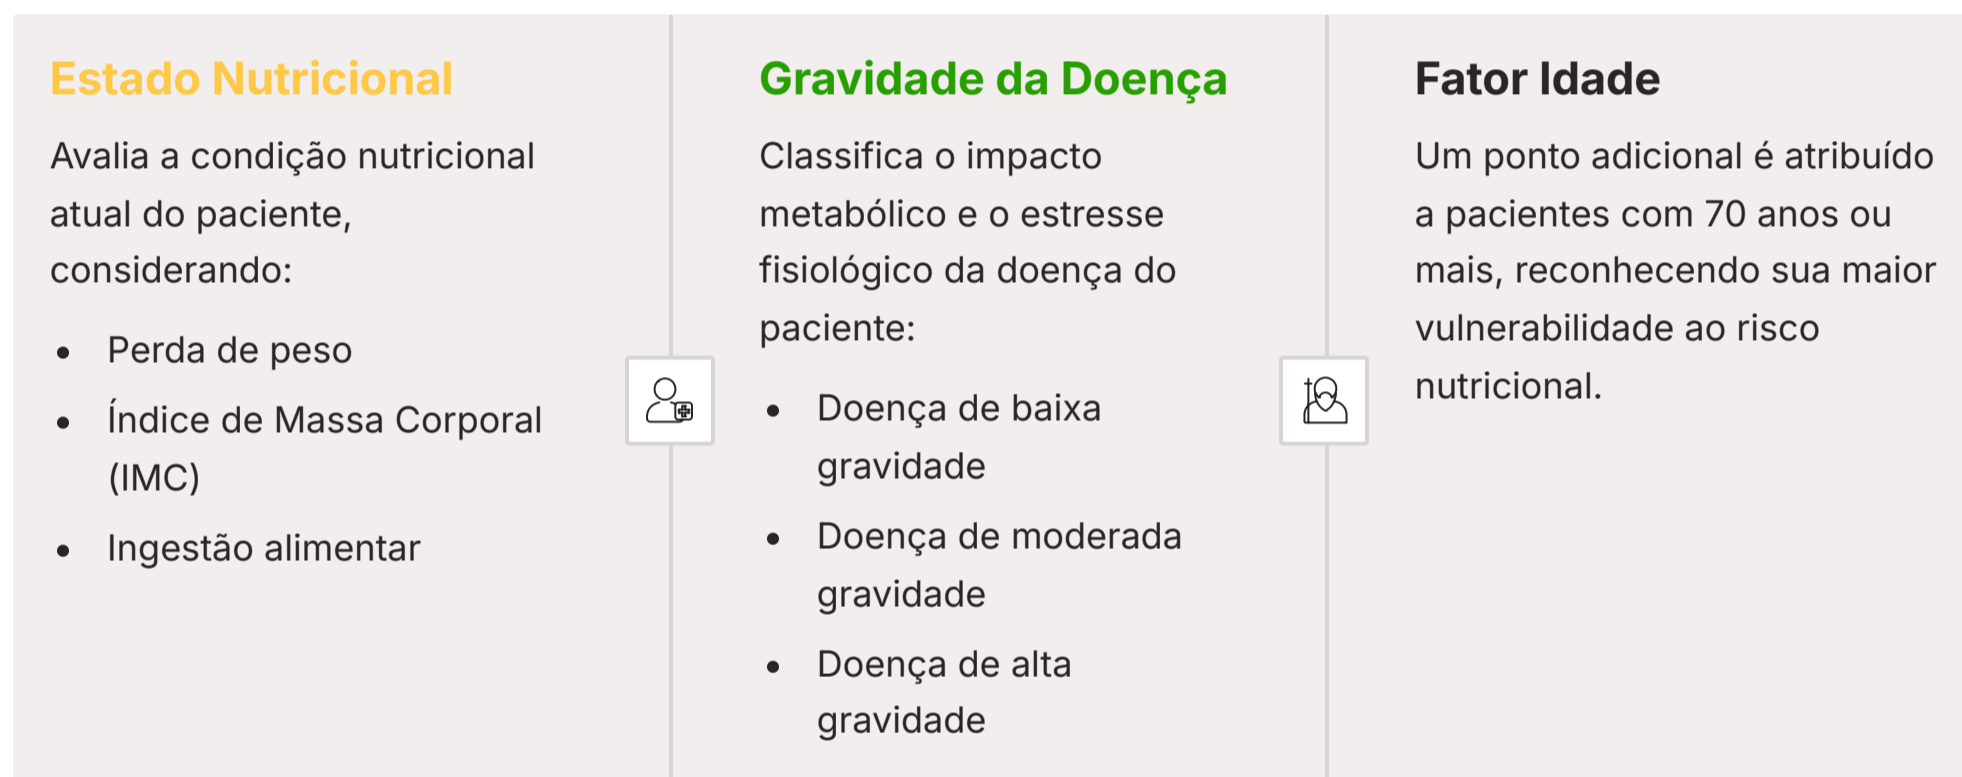 Estado Nutricional
Avalia a condição nutricional
atual do paciente,
considerando:
• Perda de peso
• Índice de Massa Corporal
(IMC)
• Ingestão alimentar
Gravidade da Doença
Classifica o impacto
metabólico e o estresse
fisiológico da doença do
paciente:
• Doença de baixa
gravidade
• Doença de moderada
gravidade
• Doença de alta
gravidade
Fator Idade
Um ponto adicional é atribuído
a pacientes com 70 anos ou
mais, reconhecendo sua maior
vulnerabilidade ao risco
nutricional.